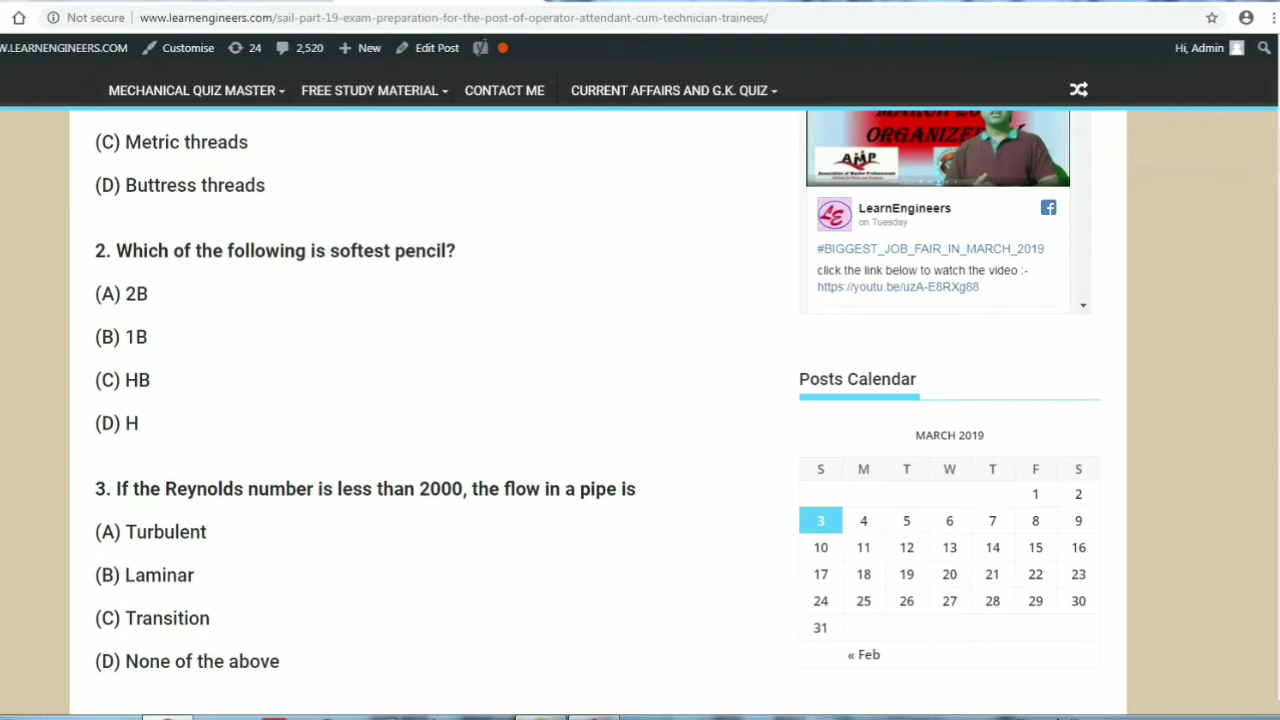 Not secure | www.learnengineers.com/sail-part-19-exam-preparation-for-the-post-of-operator-attendant-cum-technician-trainees/
W.LEARNENGINEERS.COM Customise 24 2,520 New Edit Post Hi, Admin
MECHANICAL QUIZ MASTER FREE STUDY MATERIAL CONTACT ME CURRENT AFFAIRS AND G.K. QUIZ
(C) Metric threads
(D) Buttress threads
2. Which of the following is softest pencil?
(A) 2B
(B) 1B
(C) HB
(D) H
3. If the Reynolds number is less than 2000, the flow in a pipe is
(A) Turbulent
(B) Laminar
(C) Transition
(D) None of the above
ORGANIZE
AMP
Association of Muslim Professionals
LE
LearnEngineers
on Tuesday
#BIGGEST_JOB_FAIR_IN_MARCH_2019
click the link below to watch the video :-
https://youtu.be/uzA-E8RXg88
Posts Calendar
MARCH 2019
S M T W T F S
1 2
3 4 5 6 7 8 9
10 11 12 13 14 15 16
17 18 19 20 21 22 23
24 25 26 27 28 29 30
31
« Feb